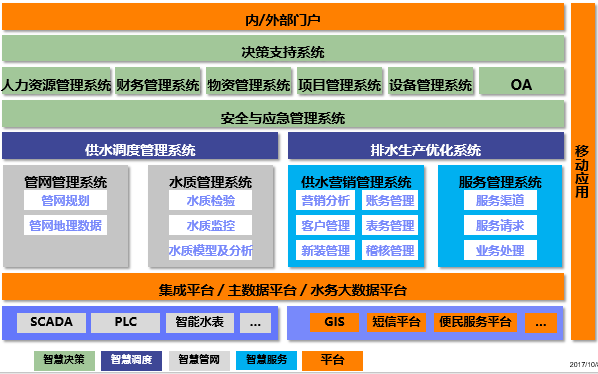 内/外部门户
决策支持系统
人力资源管理系统 财务管理系统 物资管理系统 项目管理系统 设备管理系统 OA
安全与应急管理系统
供水调度管理系统 排水生产优化系统
移动应用
管网管理系统 水质管理系统 供水营销管理系统 服务管理系统
管网规划 水质检验 营销分析 账务管理 服务渠道
管网地理数据 水质监控 客户管理 表务管理 服务请求
水质模型及分析 新装管理 稽核管理 业务处理
集成平台 / 主数据平台 / 水务大数据平台
SCADA PLC 智能水表 ... GIS 短信平台 便民服务平台 ...
智慧决策 智慧调度 智慧管网 智慧服务 平台
2017/10/